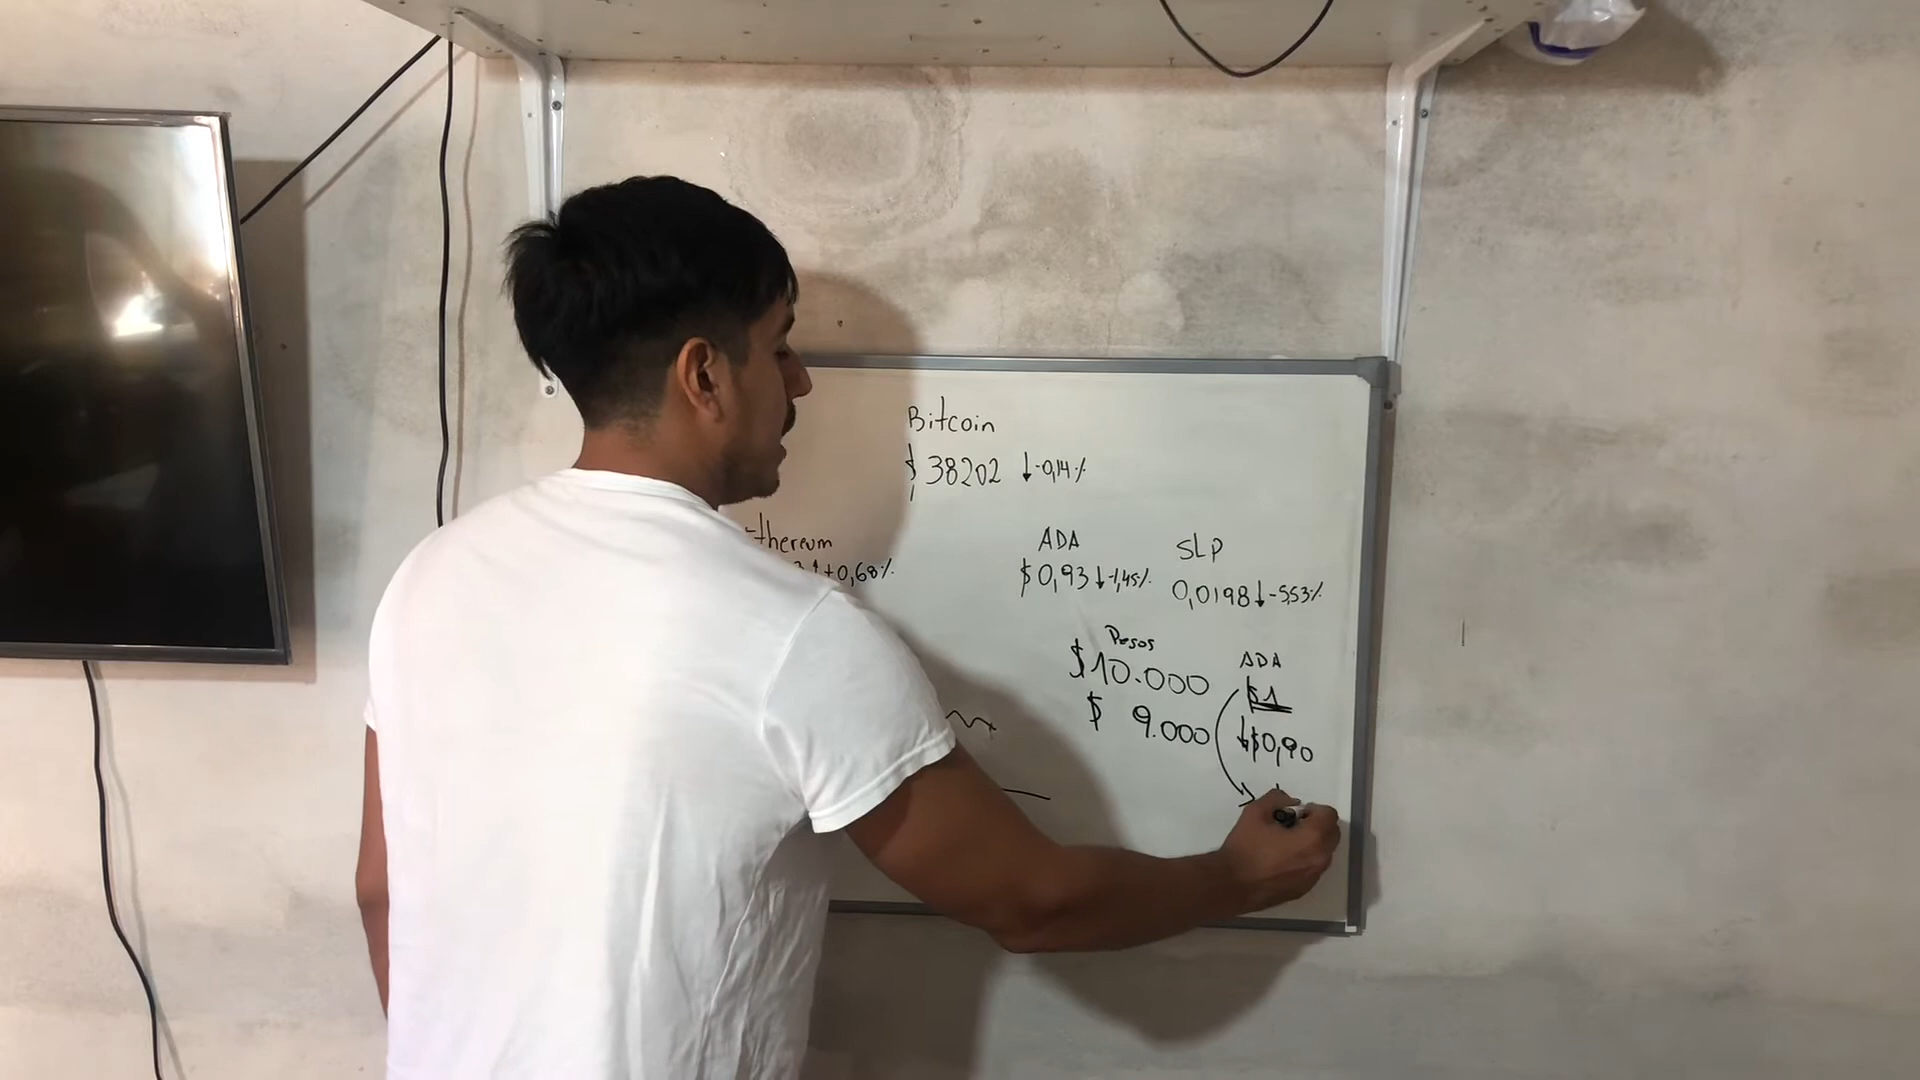 Bitcoin
$ 38202 ↓-0,14%
Ethereum
+0,68%
ADA
$0,93↓-1,45%
SLP
0,0198↓-5,53%
Pesos
$10.000
$ 9.000
ADA
$1
↓$0,90